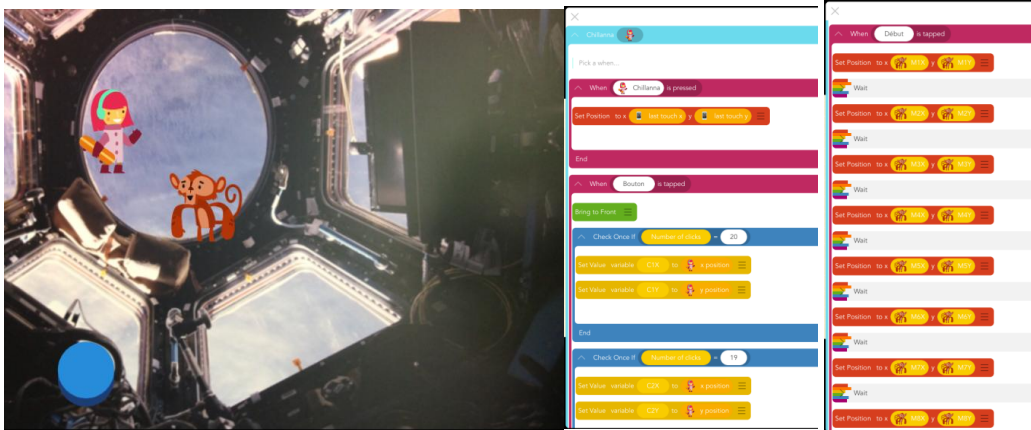 Chillanna
Pick a when...
When Chillanna is pressed
Set Position to x last touch x y last touch y
End
When Bouton is tapped
Bring to Front
Check Once If Number of clicks = 20
Set Value variable C1X to x position
Set Value variable C1Y to y position
End
Check Once If Number of clicks = 19
Set Value variable C2X to x position
Set Value variable C2Y to y position
When Début is tapped
Set Position to x M1X y M1Y
Wait
Set Position to x M2X y M2Y
Wait
Set Position to x M3X y M3Y
Wait
Set Position to x M4X y M4Y
Wait
Set Position to x M5X y M5Y
Wait
Set Position to x M6X y M6Y
Wait
Set Position to x M7X y M7Y
Wait
Set Position to x M8X y M8Y